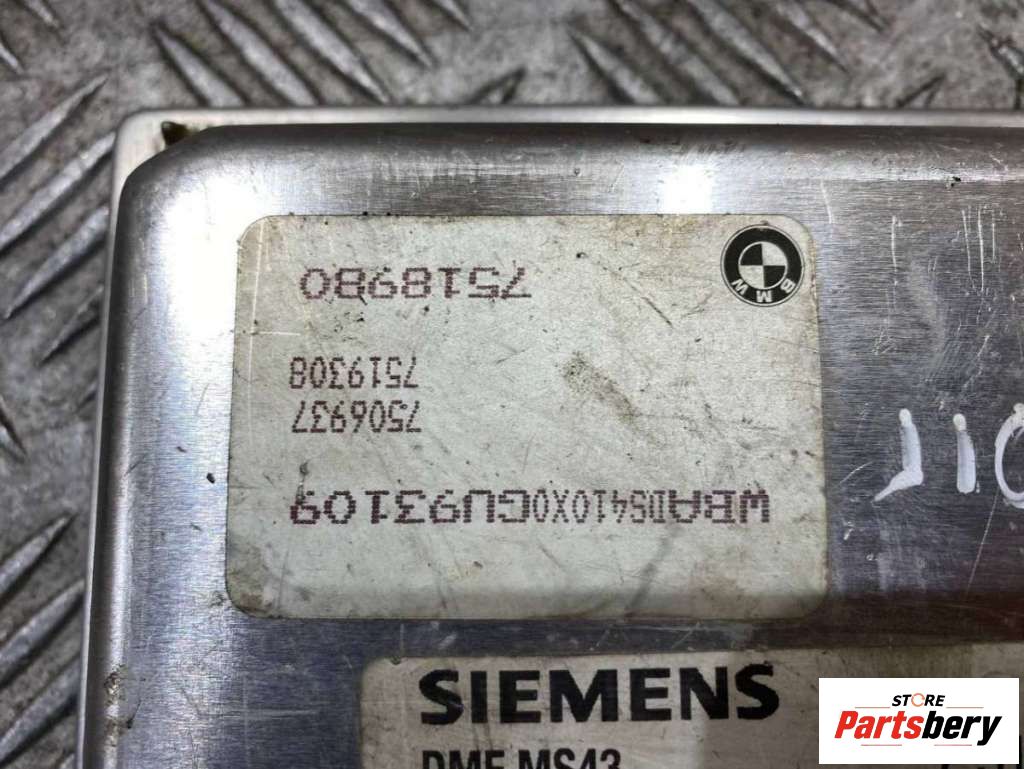 WBADS410X0GU93109
7506937
7519308
7518980
BMW
SIEMENS
DME MS43
STORE
Partsbery